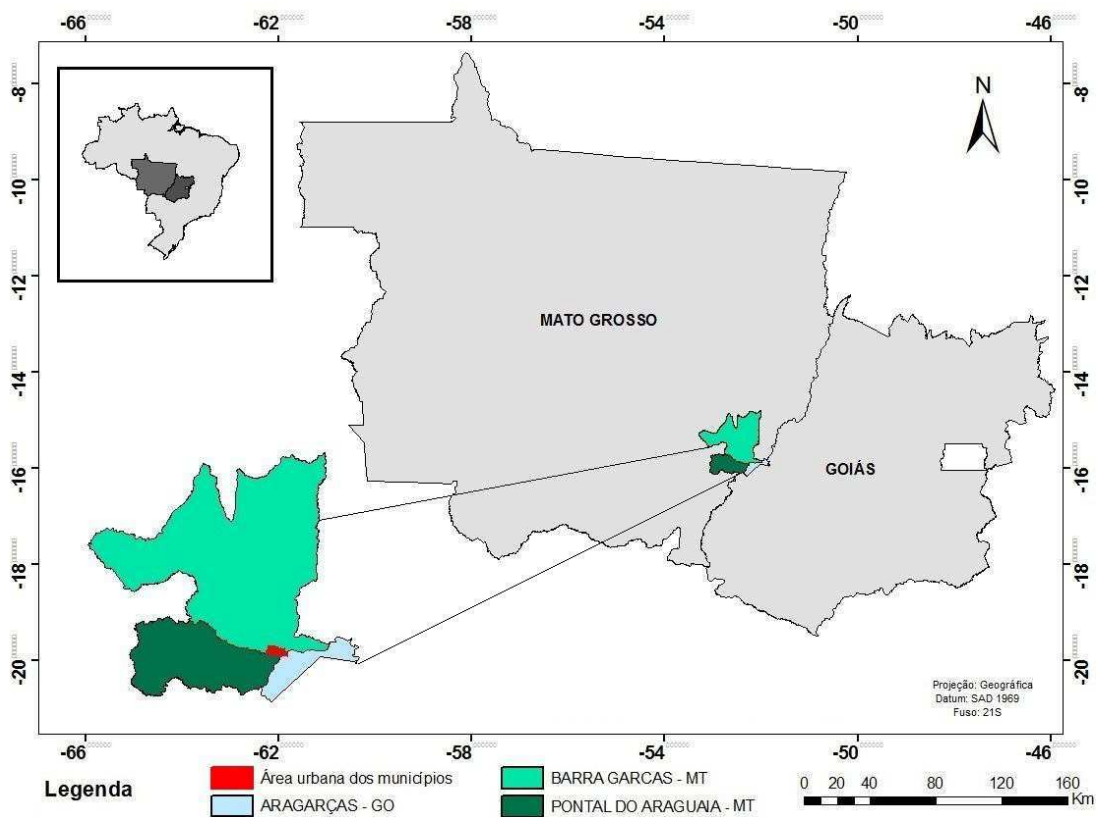 -66 -62 -58 -54 -50 -46
-8 -8
N
-10 -10
-12 -12
MATO GROSSO
-14 -14
-16 -16
GOIÁS
-18 -18
-20 -20
Projeção: Geográfica
Datum: SAD 1969
Fuso: 21S
-66 -62 -58 -54 -50 -46
Legenda
Área urbana dos municípios
BARRA GARCAS - MT
ARAGARÇAS - GO
PONTAL DO ARAGUAIA - MT
0 10 20 40 80 120 160
Km